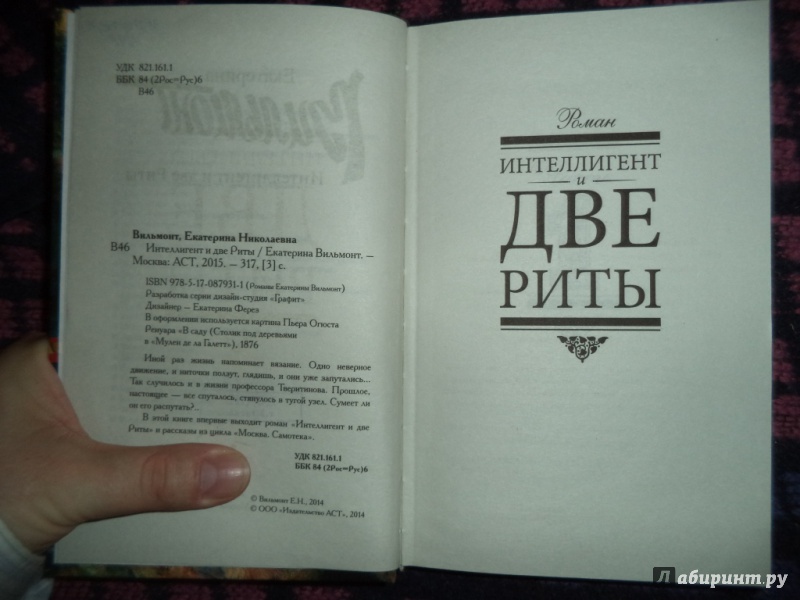 УДК 821.161.1
ББК 84 (2Рос=Рус)6
В46
Вильмонт, Екатерина Николаевна
В46 Интеллигент и две Риты / Екатерина Вильмонт. —
Москва: АСТ, 2015. — 317, [3] с.
ISBN 978-5-17-087931-1 (Романы Екатерины Вильмонт)
Разработка серии дизайн-студия «Графит»
Дизайнер – Екатерина Ферез
В оформлении используется картина Пьера Огюста
Ренуара «В саду (Столик под деревьями
в «Мулен де ла Галетт»), 1876
Иной раз жизнь напоминает вязание. Одно неверное
движение, и ниточки ползут, глядишь, и они уже запутались...
Так случилось и в жизни профессора Тверитинова. Прошлое,
настоящее — все спуталось, стянулось в тугой узел. Сумеет ли
он его распутать?..
В этой книге впервые выходит роман «Интеллигент и две
Риты» и рассказы из цикла «Москва. Самотека».
УДК 821.161.1
ББК 84 (2Рос=Рус)6
© Вильмонт Е.Н., 2014
© ООО «Издательство АСТ», 2014
Роман
ИНТЕЛЛИГЕНТ
и
ДВЕ
РИТЫ
Лабиринт.ру